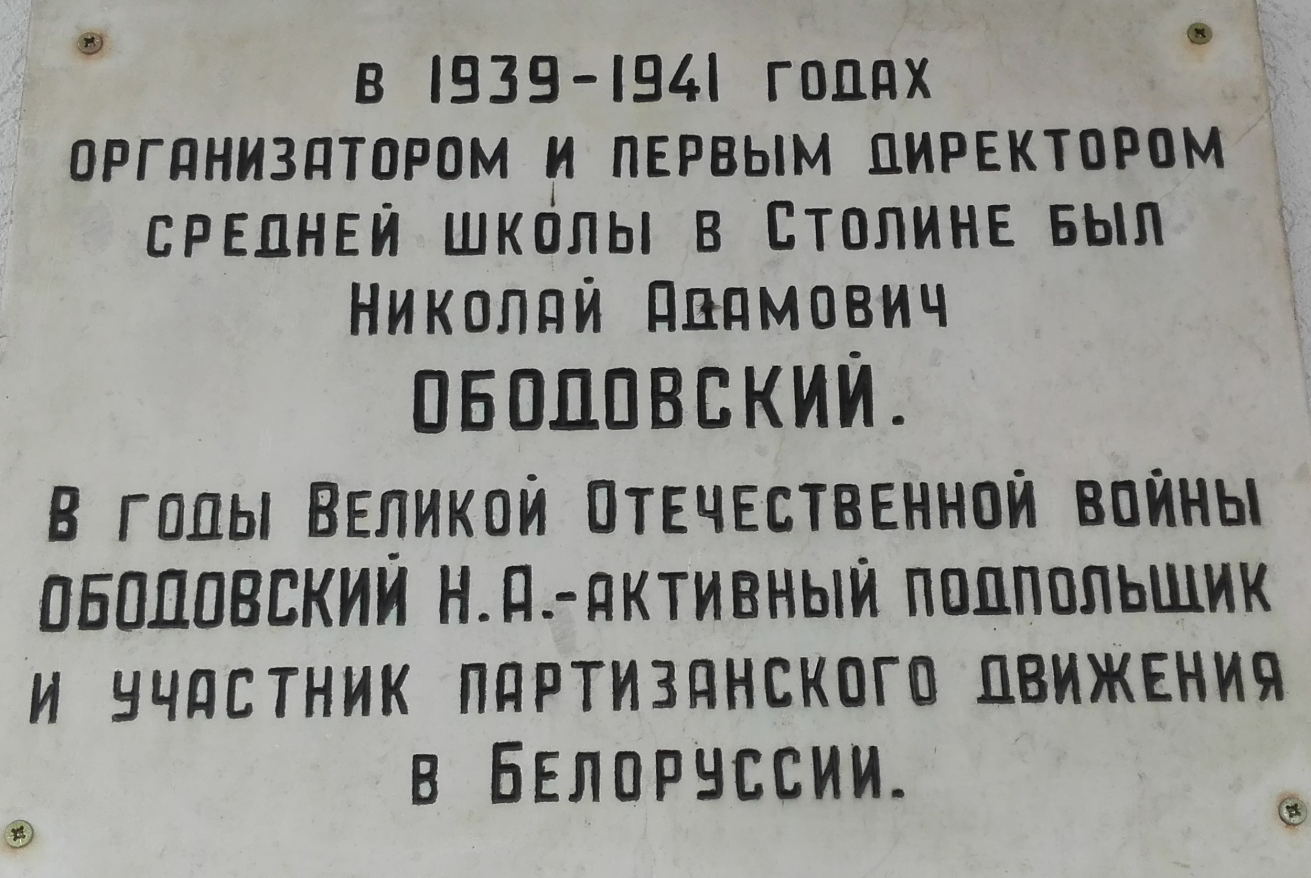 В 1939-1941 ГОДАХ
ОРГАНИЗАТОРОМ И ПЕРВЫМ ДИРЕКТОРОМ
СРЕДНЕЙ ШКОЛЫ В СТОЛИНЕ БЫЛ
НИКОЛАЙ АДАМОВИЧ
ОБОДОВСКИЙ.
В ГОДЫ ВЕЛИКОЙ ОТЕЧЕСТВЕННОЙ ВОЙНЫ
ОБОДОВСКИЙ Н.А.-АКТИВНЫЙ ПОДПОЛЬЩИК
И УЧАСТНИК ПАРТИЗАНСКОГО ДВИЖЕНИЯ
В БЕЛОРУССИИ.